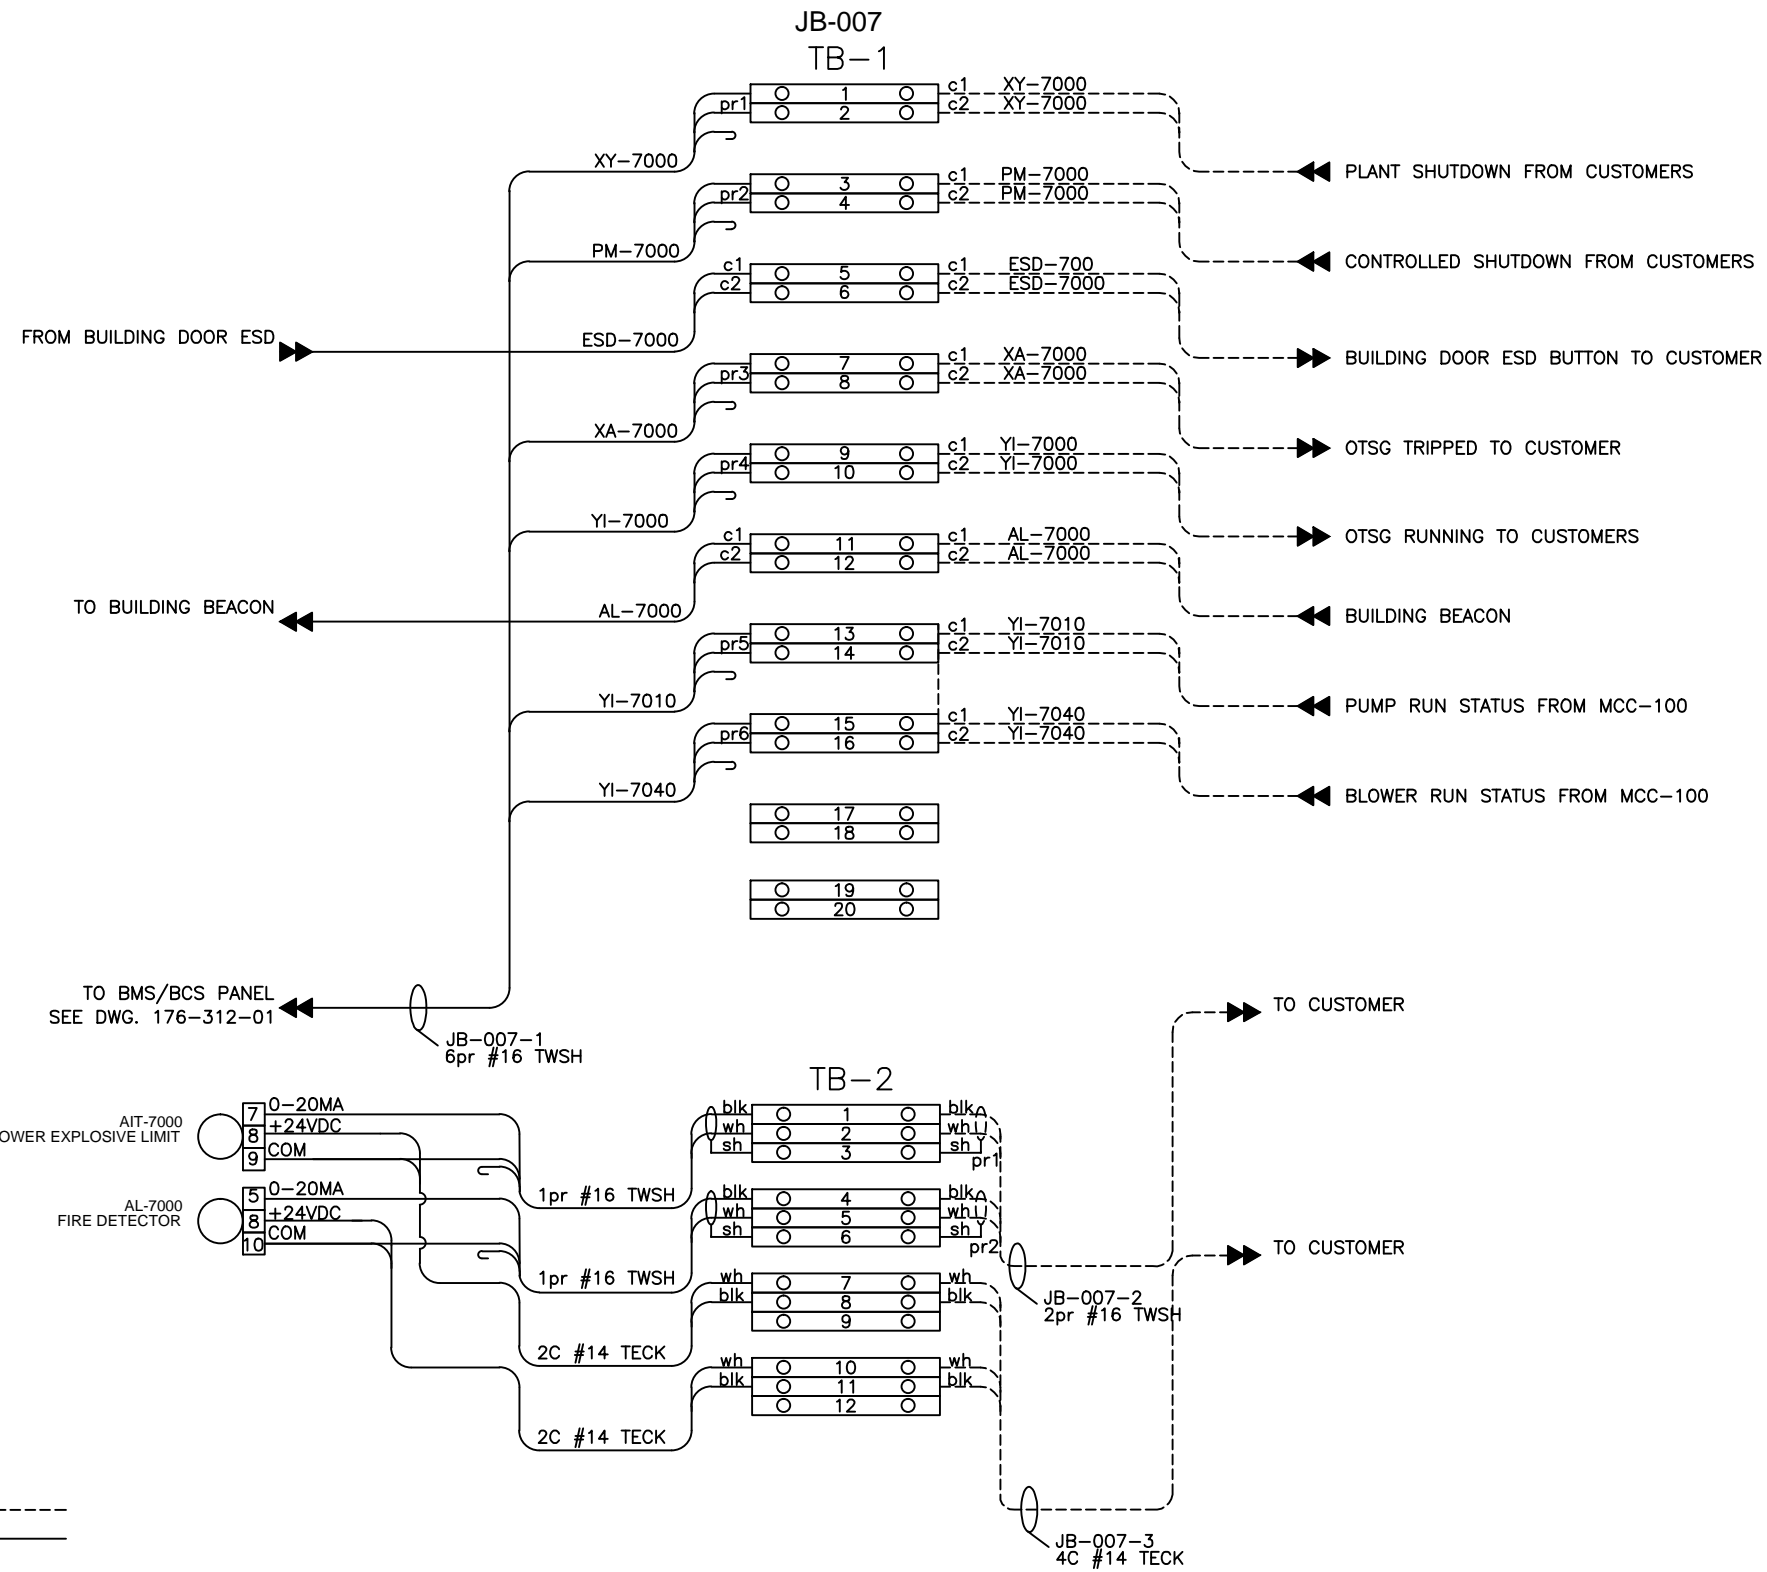 JB-007
TB-1
pr1 1 c1 XY-7000
2 c2 XY-7000
XY-7000
PLANT SHUTDOWN FROM CUSTOMERS
pr2 3 c1 PM-7000
4 c2 PM-7000
PM-7000
CONTROLLED SHUTDOWN FROM CUSTOMERS
c1 5 c1 ESD-700
c2 6 c2 ESD-7000
FROM BUILDING DOOR ESD
ESD-7000
BUILDING DOOR ESD BUTTON TO CUSTOMER
pr3 7 c1 XA-7000
8 c2 XA-7000
XA-7000
OTSG TRIPPED TO CUSTOMER
pr4 9 c1 YI-7000
10 c2 YI-7000
YI-7000
OTSG RUNNING TO CUSTOMERS
c1 11 c1 AL-7000
c2 12 c2 AL-7000
TO BUILDING BEACON
AL-7000
BUILDING BEACON
pr5 13 c1 YI-7010
14 c2 YI-7010
YI-7010
PUMP RUN STATUS FROM MCC-100
pr6 15 c1 YI-7040
16 c2 YI-7040
YI-7040
BLOWER RUN STATUS FROM MCC-100
17
18
19
20
TO BMS/BCS PANEL
SEE DWG. 176-312-01
JB-007-1
6pr #16 TWSH
TO CUSTOMER
TB-2
AIT-7000
OWER EXPLOSIVE LIMIT
7 0-20MA
8 +24VDC
9 COM
blk 1 blk
wh 2 wh
sh 3 sh
pr1
1pr #16 TWSH
AL-7000
FIRE DETECTOR
5 0-20MA
8 +24VDC
10 COM
blk 4 blk
wh 5 wh
sh 6 sh
pr2
1pr #16 TWSH
TO CUSTOMER
wh 7 wh
blk 8 blk
9
JB-007-2
2pr #16 TWSH
2C #14 TECK
wh 10 wh
blk 11 blk
12
2C #14 TECK
JB-007-3
4C #14 TECK